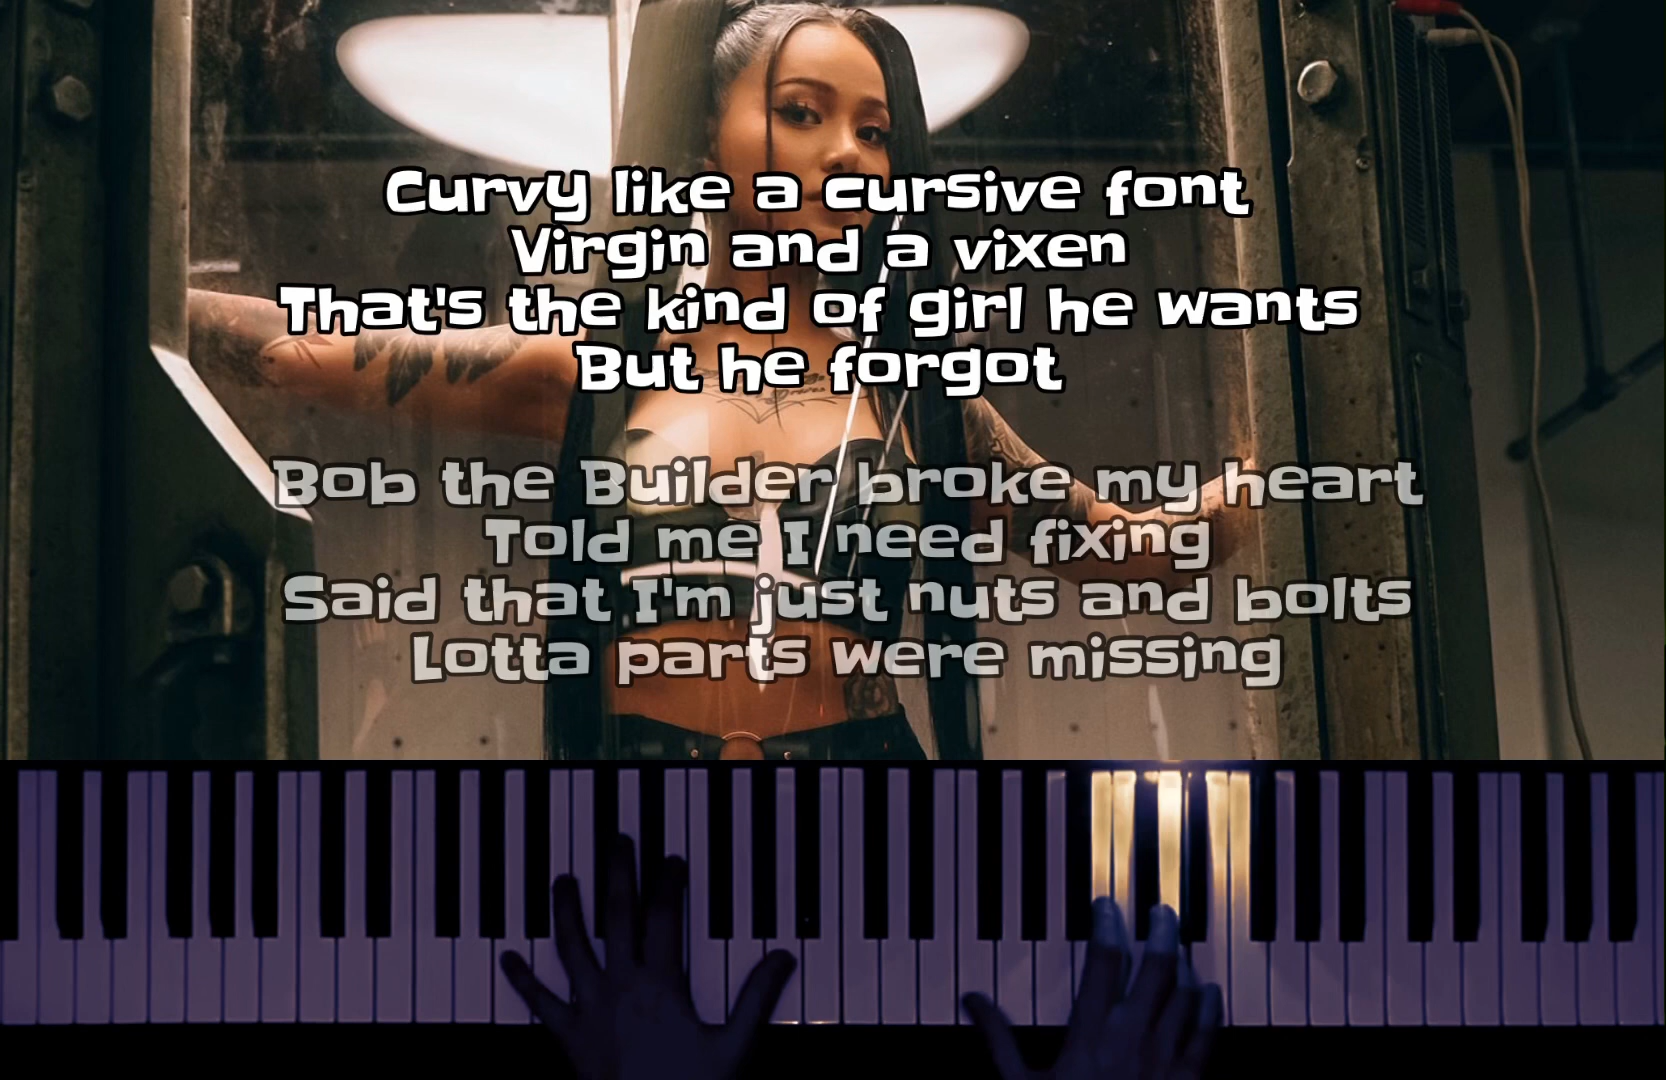 Curvy like a cursive font
Virgin and a vixen
That's the kind of girl he wants
But he forgot
Bob the Builder broke my heart
Told me I need fixing
Said that I'm just nuts and bolts
Lotta parts were missing